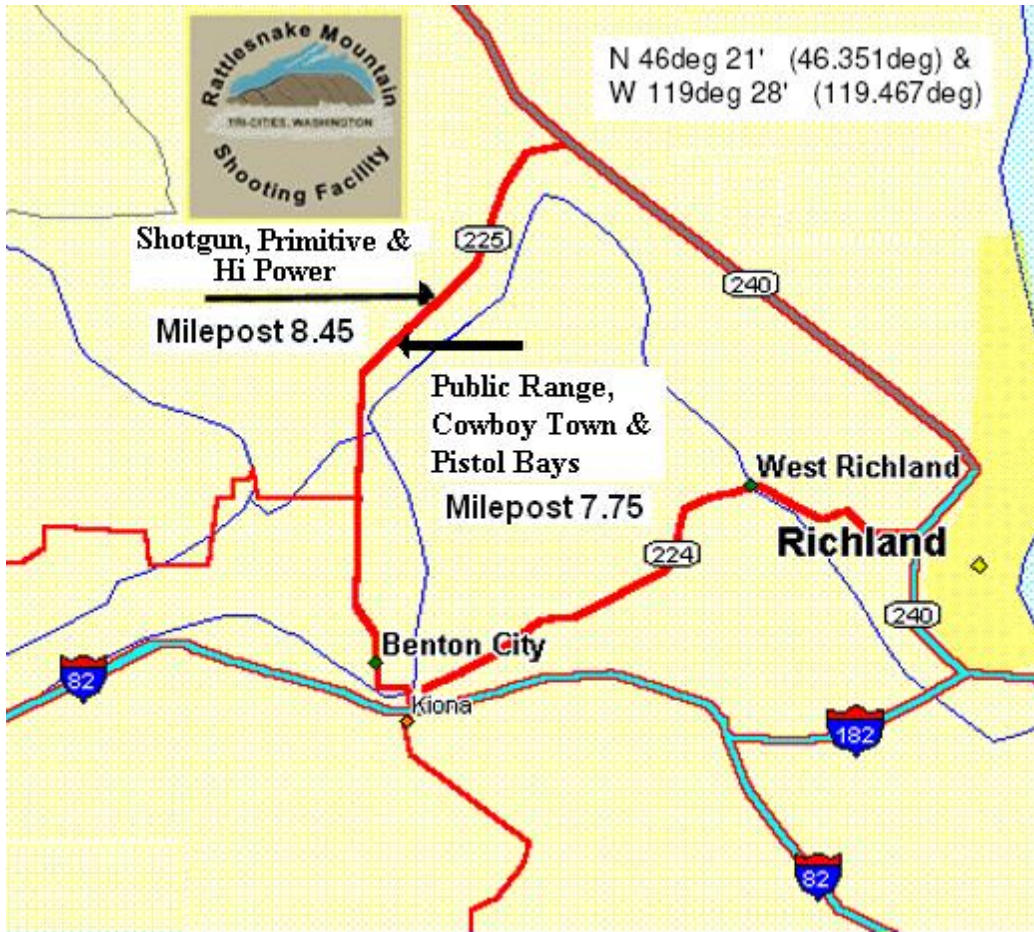 Rattlesnake Mountain
TRI-CITIES, WASHINGTON
Shooting Facility
N 46deg 21' (46.351deg) &
W 119deg 28' (119.467deg)
Shotgun, Primitive &
Hi Power
225
240
Milepost 8.45
Public Range,
Cowboy Town &
Pistol Bays
Milepost 7.75
West Richland
Richland
224
240
Benton City
82
Kiona
182
82